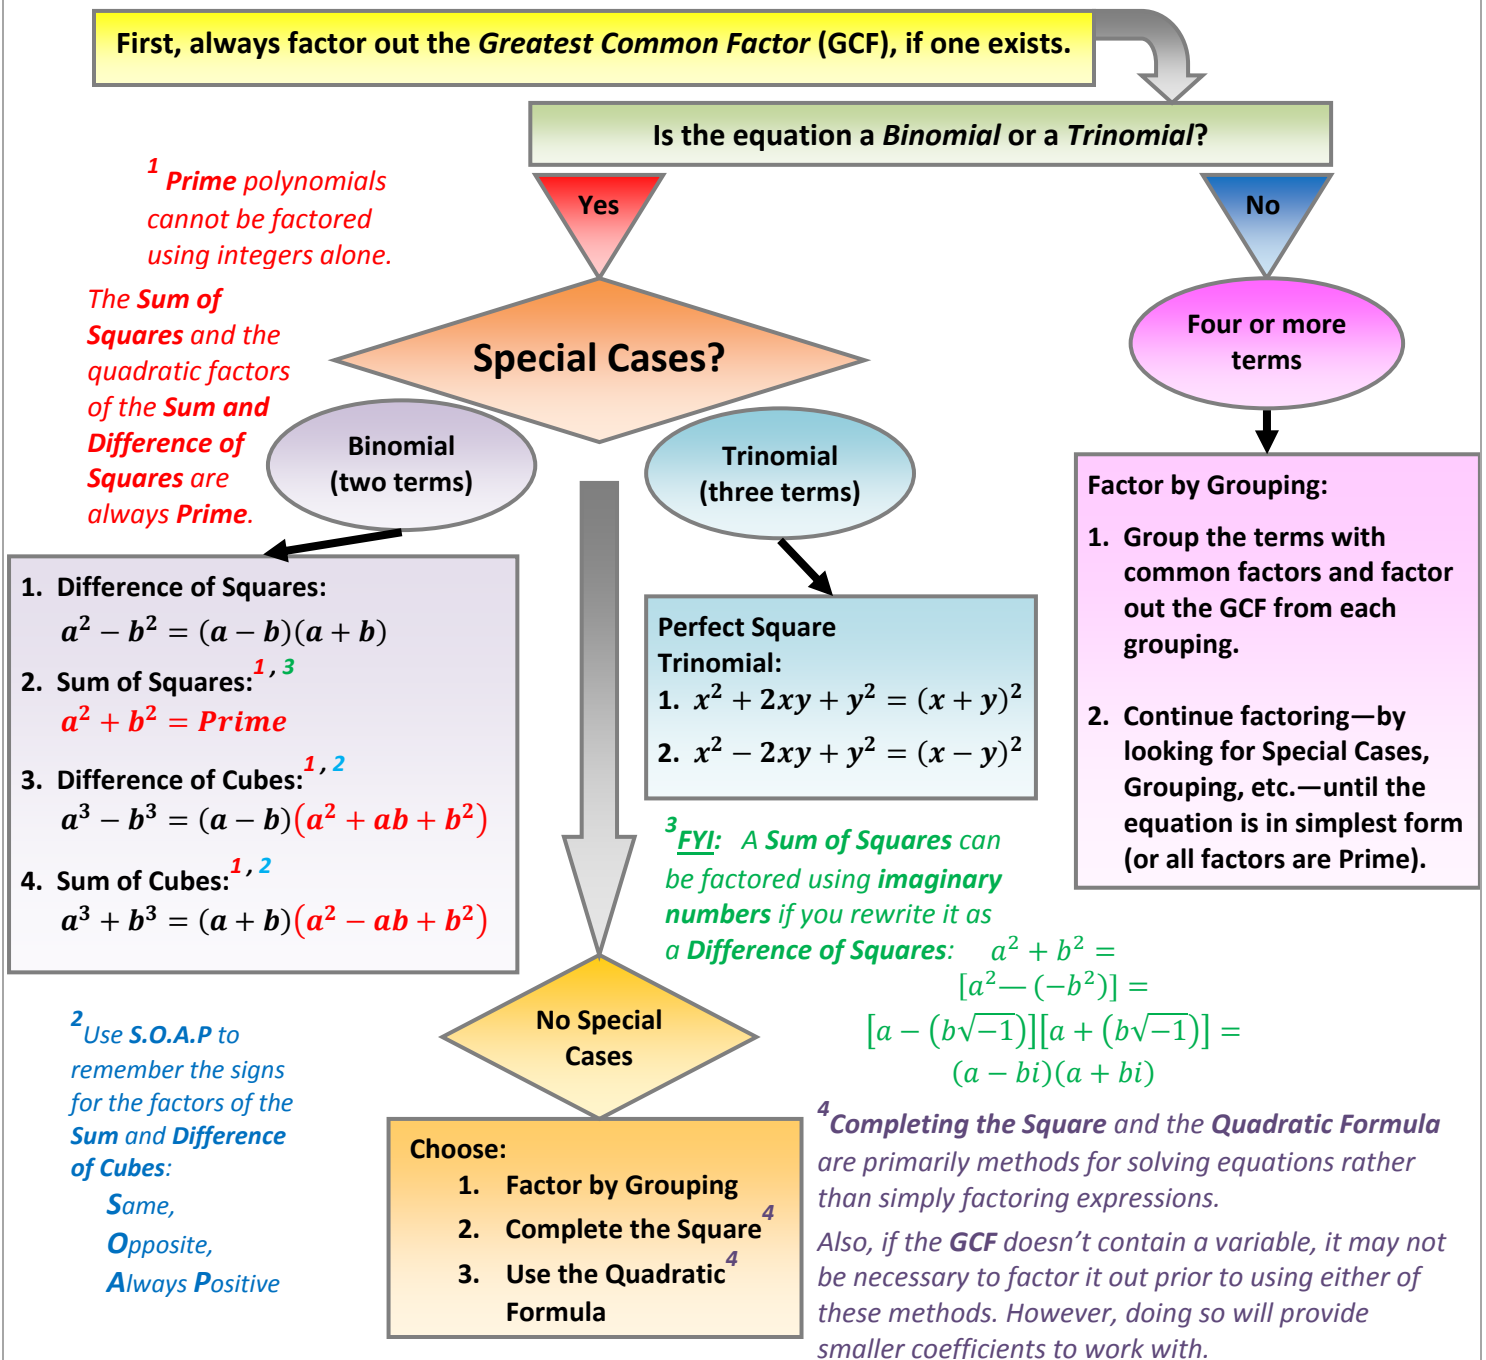 First, always factor out the Greatest Common Factor (GCF), if one exists.
Is the equation a Binomial or a Trinomial?
Yes
No
1 Prime polynomials
cannot be factored
using integers alone.
The Sum of
Squares and the
quadratic factors
of the Sum and
Difference of
Squares are
always Prime.
Special Cases?
Four or more
terms
Binomial
(two terms)
Trinomial
(three terms)
1. Difference of Squares:
a² − b² = (a − b)(a + b)
2. Sum of Squares:1, 3
a² + b² = Prime
3. Difference of Cubes:1, 2
a³ − b³ = (a − b)(a² + ab + b²)
4. Sum of Cubes:1, 2
a³ + b³ = (a + b)(a² − ab + b²)
Perfect Square
Trinomial:
1. x² + 2xy + y² = (x + y)²
2. x² − 2xy + y² = (x − y)²
Factor by Grouping:
1. Group the terms with
common factors and factor
out the GCF from each
grouping.
2. Continue factoring—by
looking for Special Cases,
Grouping, etc.—until the
equation is in simplest form
(or all factors are Prime).
3FYI: A Sum of Squares can
be factored using imaginary
numbers if you rewrite it as
a Difference of Squares: a² + b² =
[a²— (−b²)] =
[a − (b√−1)][a + (b√−1)] =
(a − bi)(a + bi)
2Use S.O.A.P to
remember the signs
for the factors of the
Sum and Difference
of Cubes:
Same,
Opposite,
Always Positive
No Special
Cases
Choose:
1. Factor by Grouping
2. Complete the Square4
3. Use the Quadratic4
Formula
4Completing the Square and the Quadratic Formula
are primarily methods for solving equations rather
than simply factoring expressions.
Also, if the GCF doesn't contain a variable, it may not
be necessary to factor it out prior to using either of
these methods. However, doing so will provide
smaller coefficients to work with.